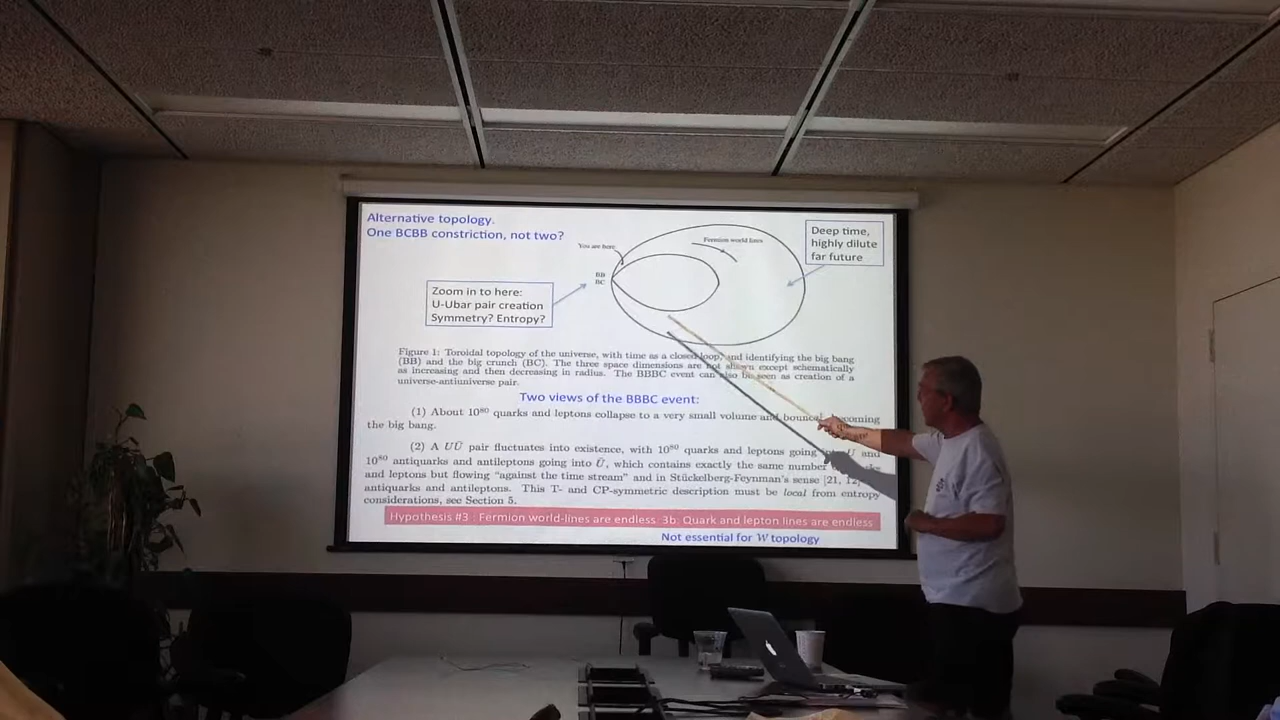 Alternative topology.
One BCBB constriction, not two?
You are here
Fermion world lines
Deep time,
highly dilute
far future
BB
BC
Zoom in to here:
U-Ubar pair creation
Symmetry? Entropy?
Figure 1: Toroidal topology of the universe, with time as a closed loop, and identifying the big bang
(BB) and the big crunch (BC). The three space dimensions are not shown except schematically
as increasing and then decreasing in radius. The BBBC event can also be seen as creation of a
universe-antiuniverse pair.
Two views of the BBBC event:
(1) About 10⁸⁰ quarks and leptons collapse to a very small volume and bounce, becoming
the big bang.
(2) A UŪ pair fluctuates into existence, with 10⁸⁰ quarks and leptons going U and
10⁸⁰ antiquarks and antileptons going into Ū, which contains exactly the same number
and leptons but flowing "against the time stream" and in Stückelberg-Feynman's sense [21, 12,
antiquarks and antileptons. This T- and CP-symmetric description must be local from entropy
considerations, see Section 5.
Hypothesis #3 : Fermion world-lines are endless 3b: Quark and lepton lines are endless
Not essential for W topology